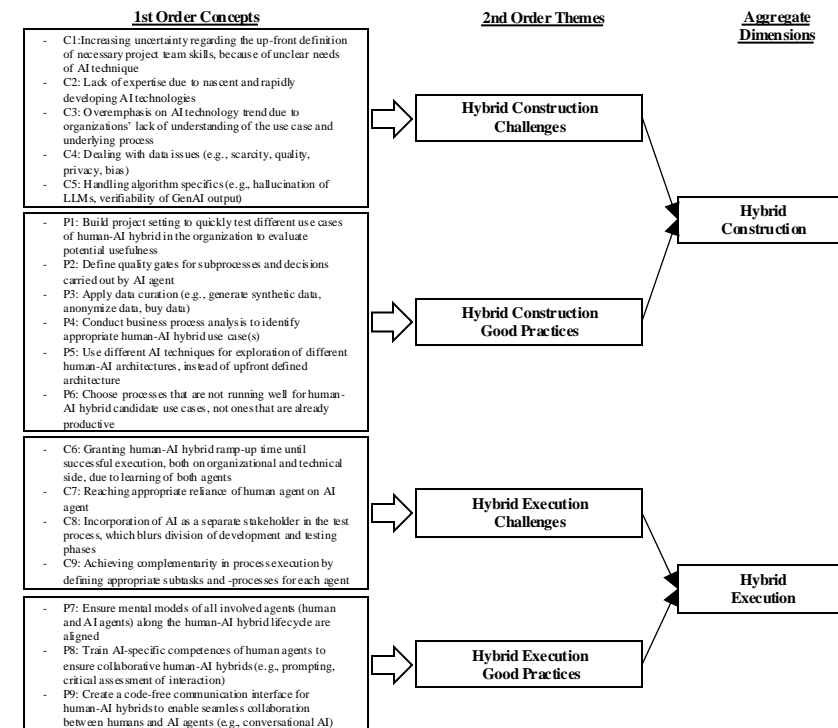 1st Order Concepts
2nd Order Themes
Aggregate
Dimensions
- C1:Increasing uncertainty regarding the up-front definition
of necessary project team skills, because of unclear needs
of AI technique
- C2: Lack of expertise due to nascent and rapidly
developing AI technologies
- C3: Overemphasis on AI technology trend due to
organizations' lack of understanding of the use case and
underlying process
- C4: Dealing with data issues (e.g., scarcity, quality,
privacy, bias)
- C5: Handling algorithm specifics (e.g., hallucination of
LLMs, verifiability of GenAI output)
Hybrid Construction
Challenges
- P1: Build project setting to quickly test different use cases
of human-AI hybrid in the organization to evaluate
potential usefulness
- P2: Define quality gates for subprocesses and decisions
carried out by AI agent
- P3: Apply data curation (e.g., generate synthetic data,
anonymize data, buy data)
- P4: Conduct business process analysis to identify
appropriate human-AI hybrid use case(s)
- P5: Use different AI techniques for exploration of different
human-AI architectures, instead of upfront defined
architecture
- P6: Choose processes that are not running well for human-
AI hybrid candidate use cases, not ones that are already
productive
Hybrid Construction
Good Practices
Hybrid
Construction
- C6: Granting human-AI hybrid ramp-up time until
successful execution, both on organizational and technical
side, due to learning of both agents
- C7: Reaching appropriate reliance of human agent on AI
agent
- C8: Incorporation of AI as a separate stakeholder in the test
process, which blurs division of development and testing
phases
- C9: Achieving complementarity in process execution by
defining appropriate subtasks and -processes for each agent
Hybrid Execution
Challenges
- P7: Ensure mental models of all involved agents (human
and AI agents) along the human-AI hybrid lifecycle are
aligned
- P8: Train AI-specific competences of human agents to
ensure collaborative human-AI hybrids (e.g., prompting,
critical assessment of interaction)
- P9: Create a code-free communication interface for
human-AI hybrids to enable seamless collaboration
between humans and AI agents (e.g., conversational AI)
Hybrid Execution
Good Practices
Hybrid
Execution